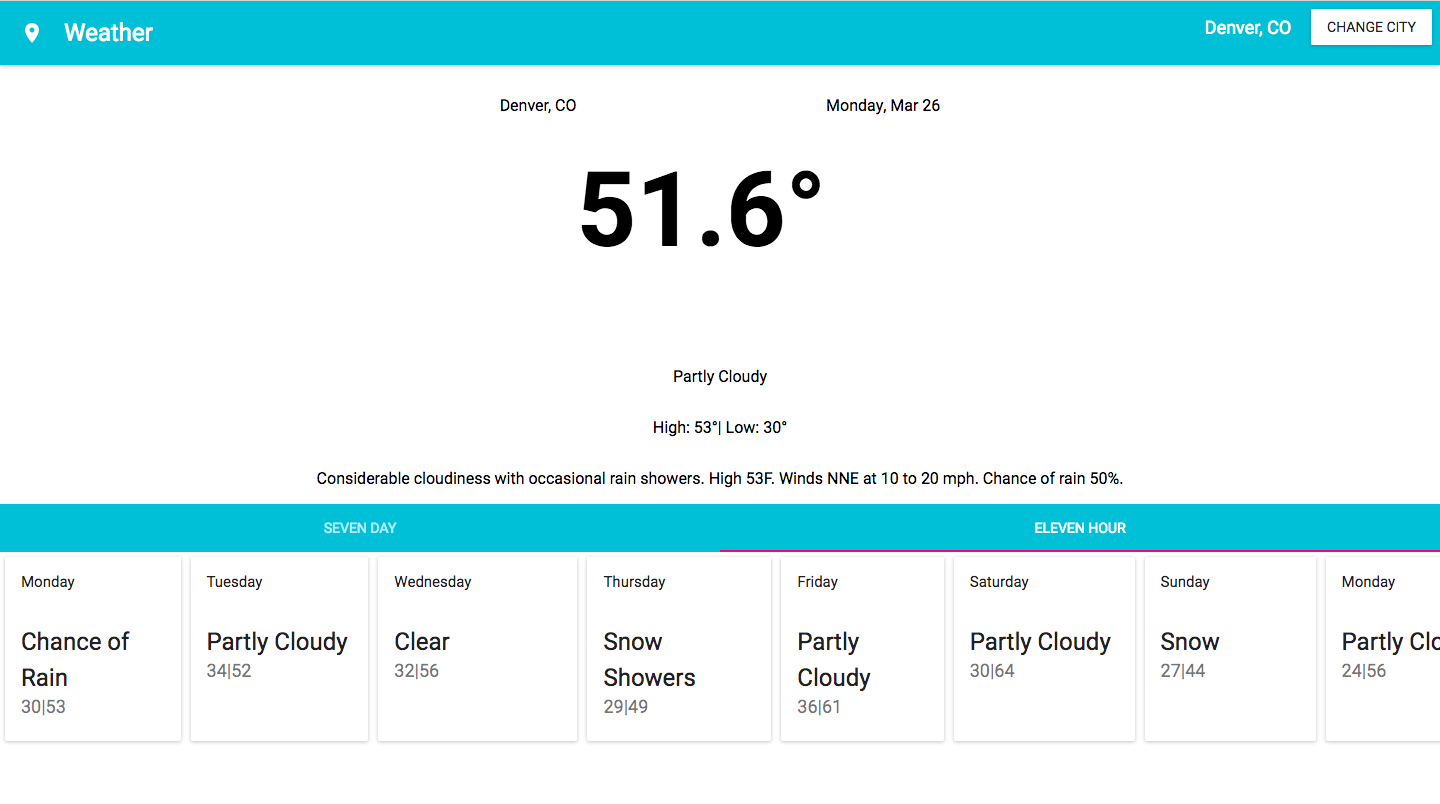 Weather
Denver, CO
CHANGE CITY
Denver, CO
Monday, Mar 26
51.6°
Partly Cloudy
High: 53°| Low: 30°
Considerable cloudiness with occasional rain showers. High 53F. Winds NNE at 10 to 20 mph. Chance of rain 50%.
SEVEN DAY
ELEVEN HOUR
Monday
Chance of
Rain
30|53
Tuesday
Partly Cloudy
34|52
Wednesday
Clear
32|56
Thursday
Snow
Showers
29|49
Friday
Partly
Cloudy
36|61
Saturday
Partly Cloudy
30|64
Sunday
Snow
27|44
Monday
Partly Clo
24|56